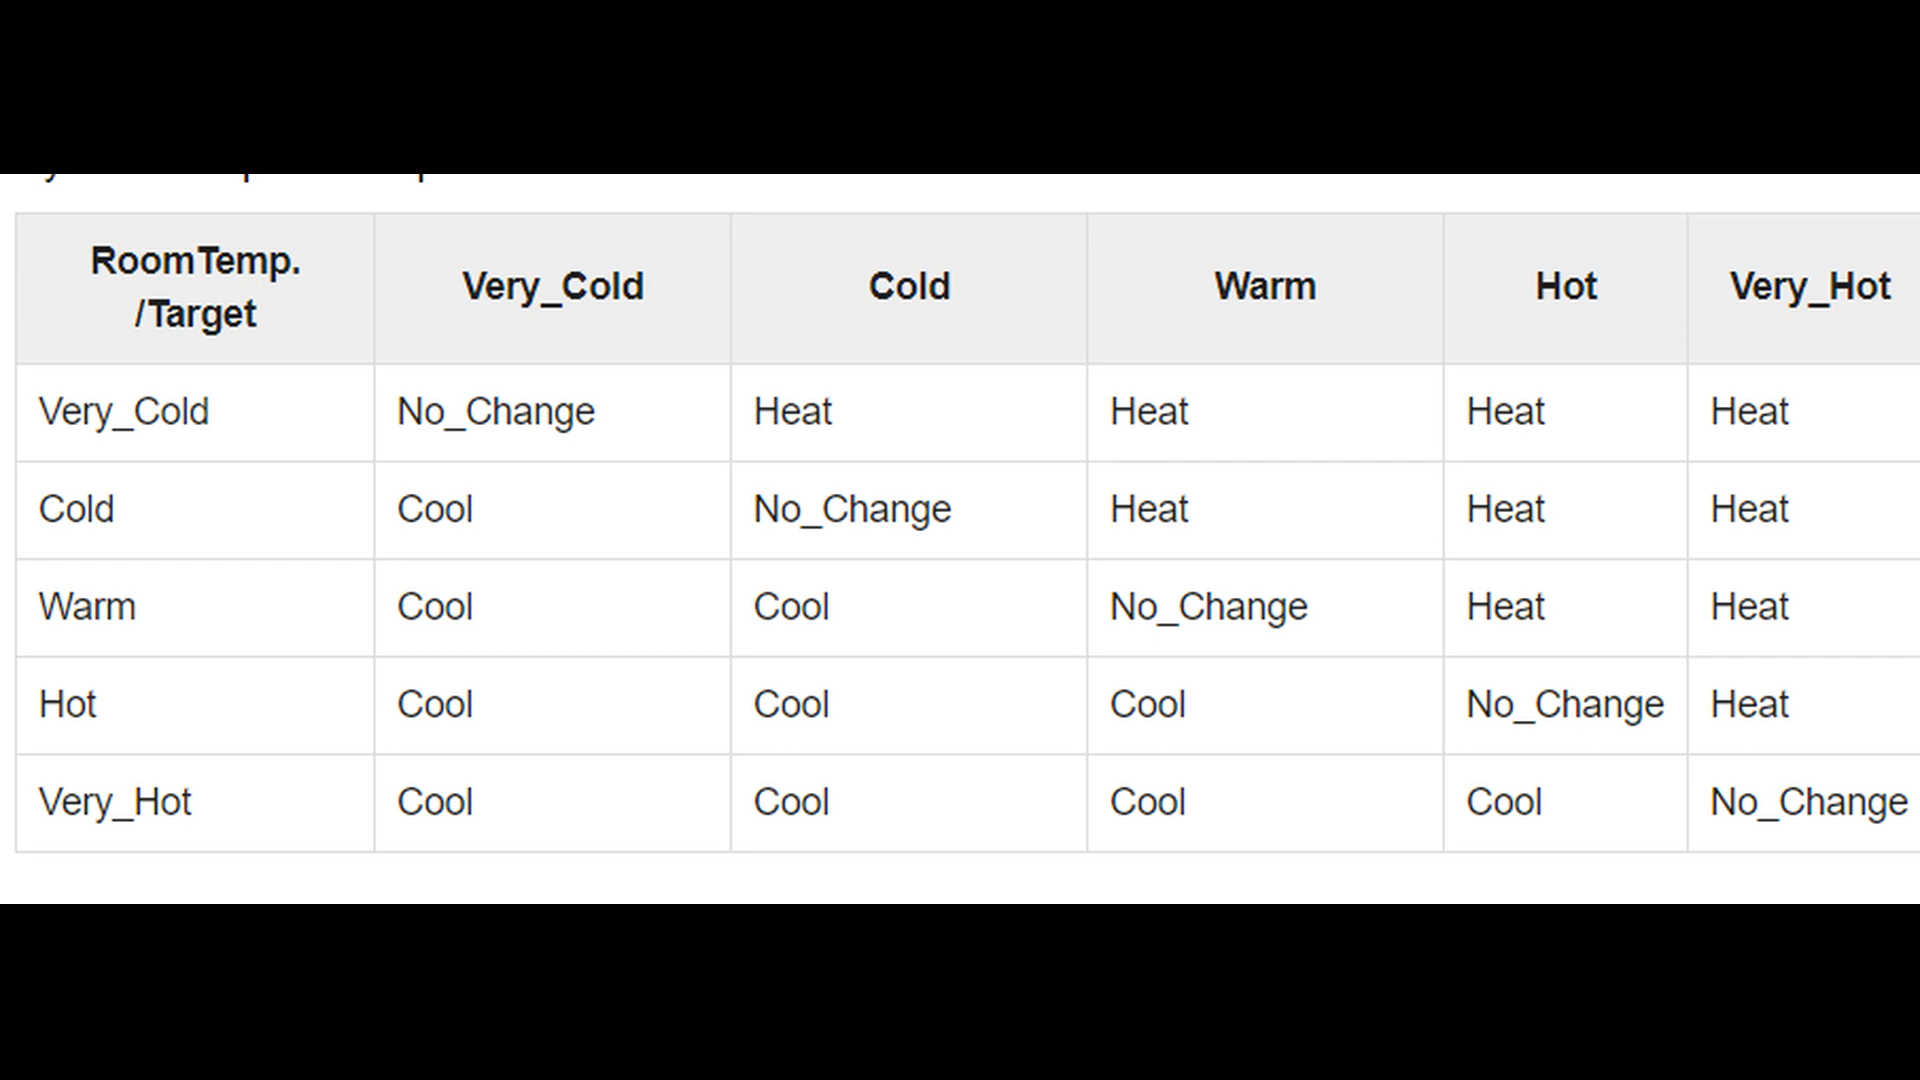 RoomTemp. /Target Very_Cold Cold Warm Hot Very_Hot
Very_Cold No_Change Heat Heat Heat Heat
Cold Cool No_Change Heat Heat Heat
Warm Cool Cool No_Change Heat Heat
Hot Cool Cool Cool No_Change Heat
Very_Hot Cool Cool Cool Cool No_Change